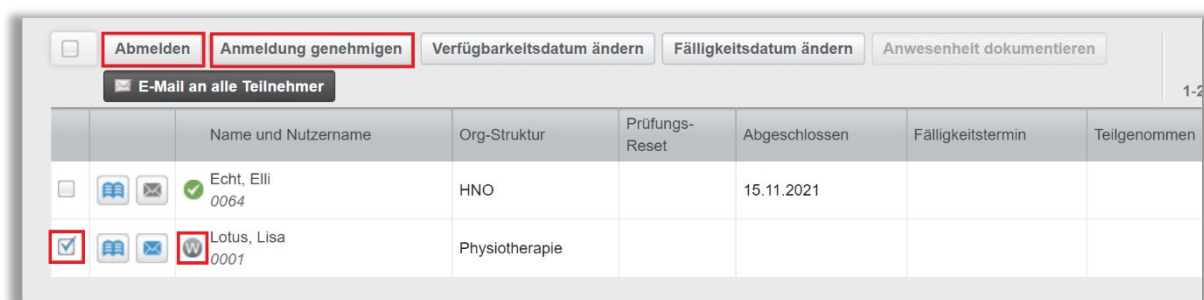 Abmelden Anmeldung genehmigen Verfügbarkeitsdatum ändern Fälligkeitsdatum ändern Anwesenheit dokumentieren
E-Mail an alle Teilnehmer 1-2
Name und Nutzername Org-Struktur Prüfungs-Reset Abgeschlossen Fälligkeitstermin Teilgenommen
Echt, Elli HNO 15.11.2021
0064
W Lotus, Lisa Physiotherapie
0001